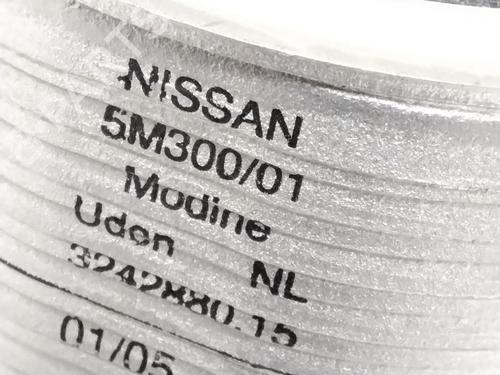 NISSAN
5M300/01
Modine
Uden NL
3242880.15
01/05